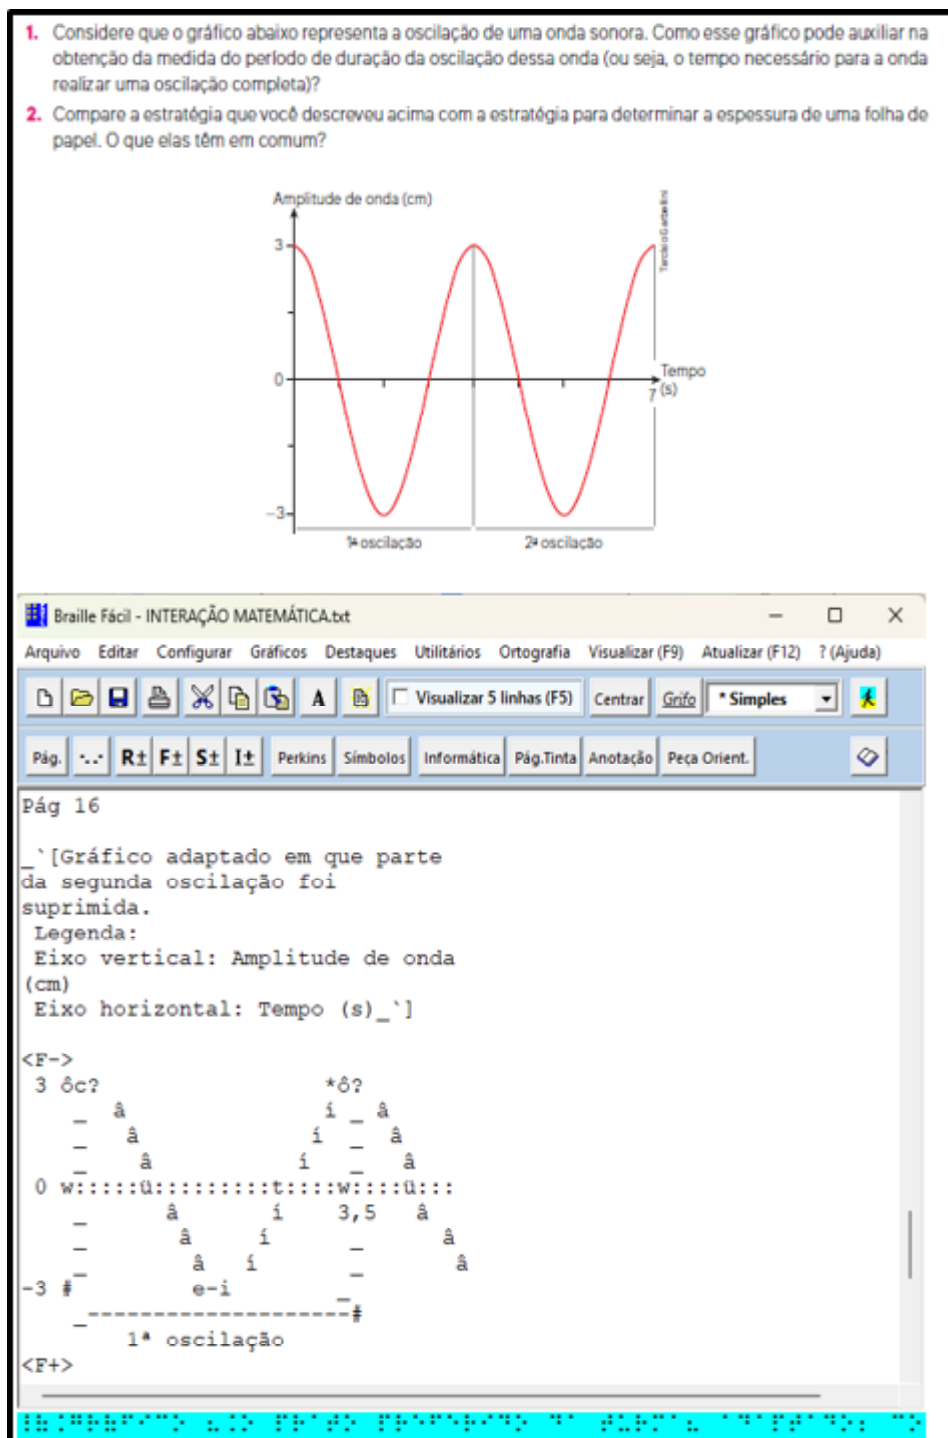 1. Considere que o gráfico abaixo representa a oscilação de uma onda sonora. Como esse gráfico pode auxiliar na
obtenção da medida do período de duração da oscilação dessa onda (ou seja, o tempo necessário para a onda
realizar uma oscilação completa)?
2. Compare a estratégia que você descreveu acima com a estratégia para determinar a espessura de uma folha de
papel. O que elas têm em comum?
Amplitude de onda (cm)
Tarcísio Garbellini
3
0
Tempo
(s)
7
-3
1ª oscilação 2ª oscilação
Braille Fácil - INTERAÇÃO MATEMÁTICA.txt
Arquivo Editar Configurar Gráficos Destaques Utilitários Ortografia Visualizar (F9) Atualizar (F12) ? (Ajuda)
A Visualizar 5 linhas (F5) Centrar Grifo * Simples
Pág. R± F± S± I± Perkins Símbolos Informática Pág.Tinta Anotação Peça Orient.
Pág 16
_`[Gráfico adaptado em que parte
da segunda oscilação foi
suprimida.
Legenda:
Eixo vertical: Amplitude de onda
(cm)
Eixo horizontal: Tempo (s)_`]
<F->
3 ôc? *ô?
_ â í _ â
_ â í _ â
_ â í _ â
0 w:::::ü:::::::::t::::w::::ü:::
_ â í 3,5 â
_ â í _ â
_ â í _ â
-3 # e-i _
_--------------------#
1ª oscilação
<F+>